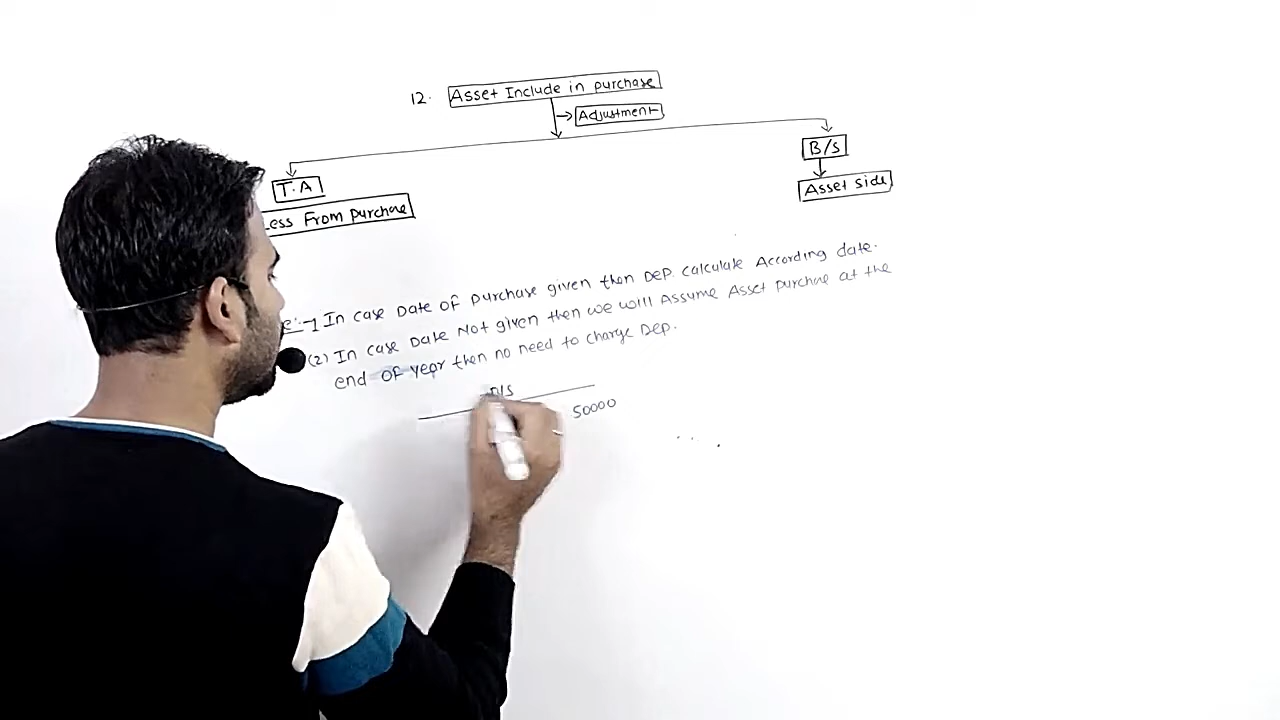 12. Asset Include in purchase
Adjustment
B/s
T.A
Asset side
Less From purchase
e:-1 In case Date of purchase given then Dep. calculate According date.
(2) In case Date Not given then we will Assume Asset purchase at the
end of year then no need to charge Dep.
50000